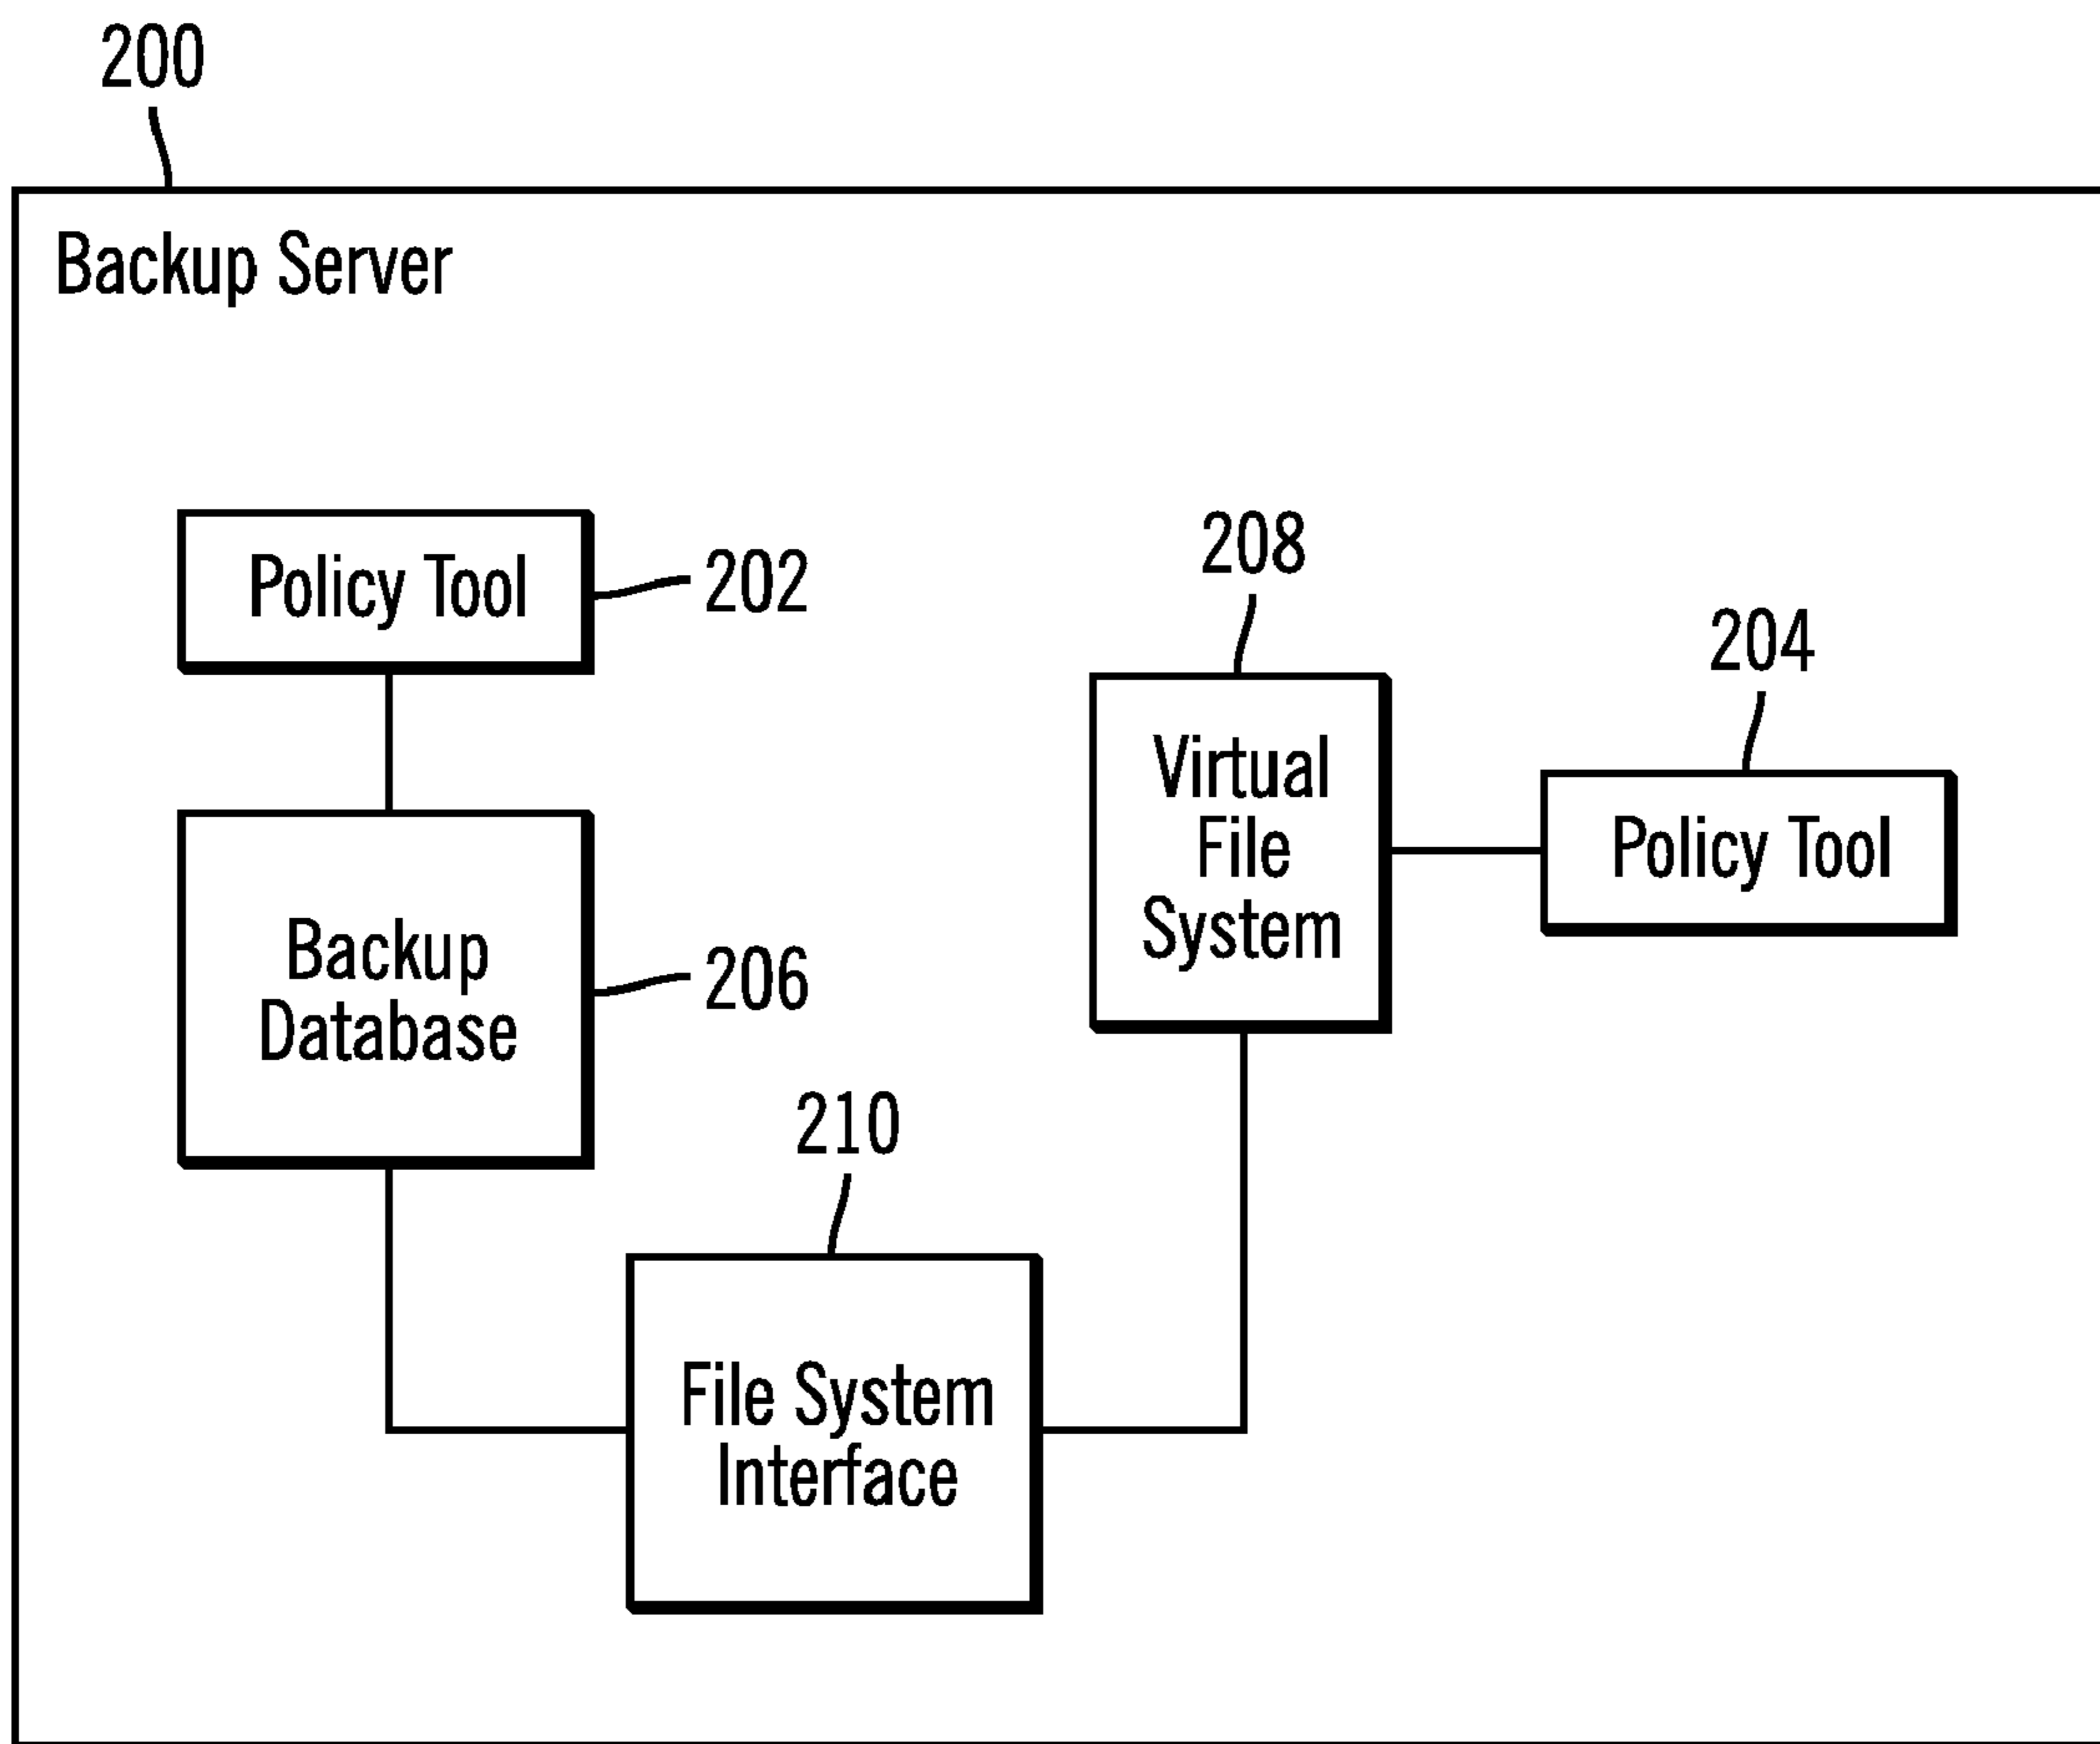 200
Backup Server
Policy Tool
202
208
204
Virtual
File
System
Policy Tool
Backup
Database
206
210
File System
Interface